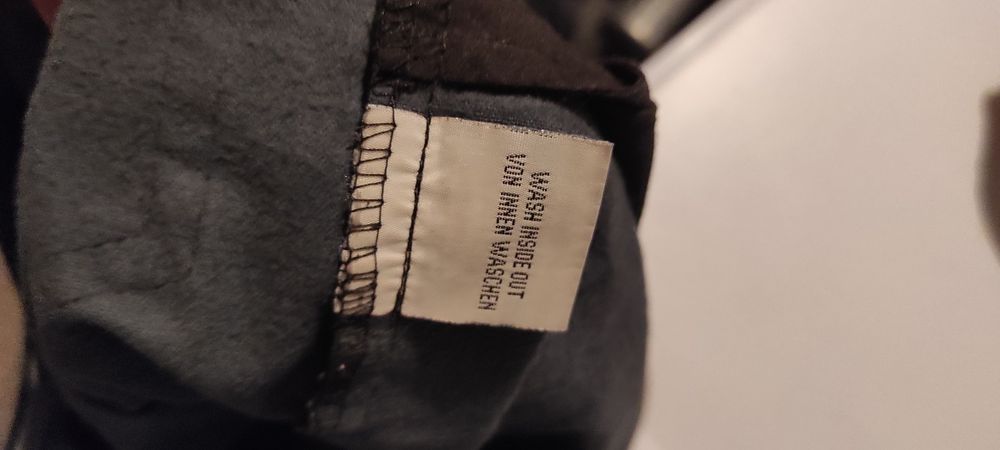 WASH INSIDE OUT
VON INNEN WASCHEN